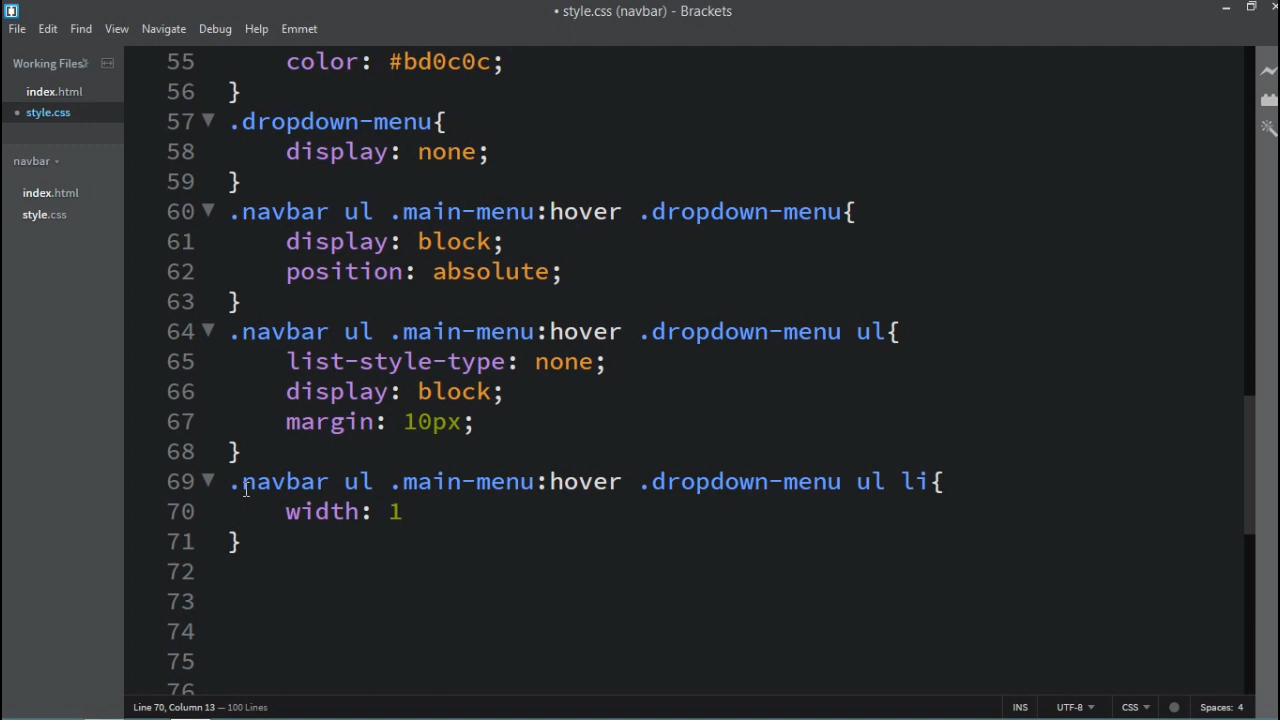 • style.css (navbar) - Brackets
File Edit Find View Navigate Debug Help Emmet
Working Files
index.html
• style.css
navbar
index.html
style.css
55 color: #bd0c0c;
56 }
57 .dropdown-menu{
58 display: none;
59 }
60 .navbar ul .main-menu:hover .dropdown-menu{
61 display: block;
62 position: absolute;
63 }
64 .navbar ul .main-menu:hover .dropdown-menu ul{
65 list-style-type: none;
66 display: block;
67 margin: 10px;
68 }
69 .navbar ul .main-menu:hover .dropdown-menu ul li{
70 width: 1
71 }
72
73
74
75
76
Line 70, Column 13 — 100 Lines INS UTF-8 CSS Spaces: 4